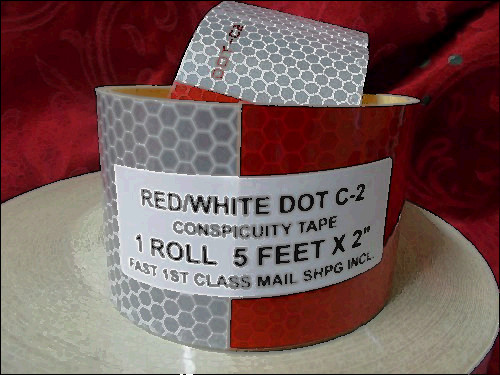 RED/WHITE DOT C-2
CONSPICUITY TAPE
1 ROLL 5 FEET X 2"
FAST 1ST CLASS MAIL SHPG INCL.